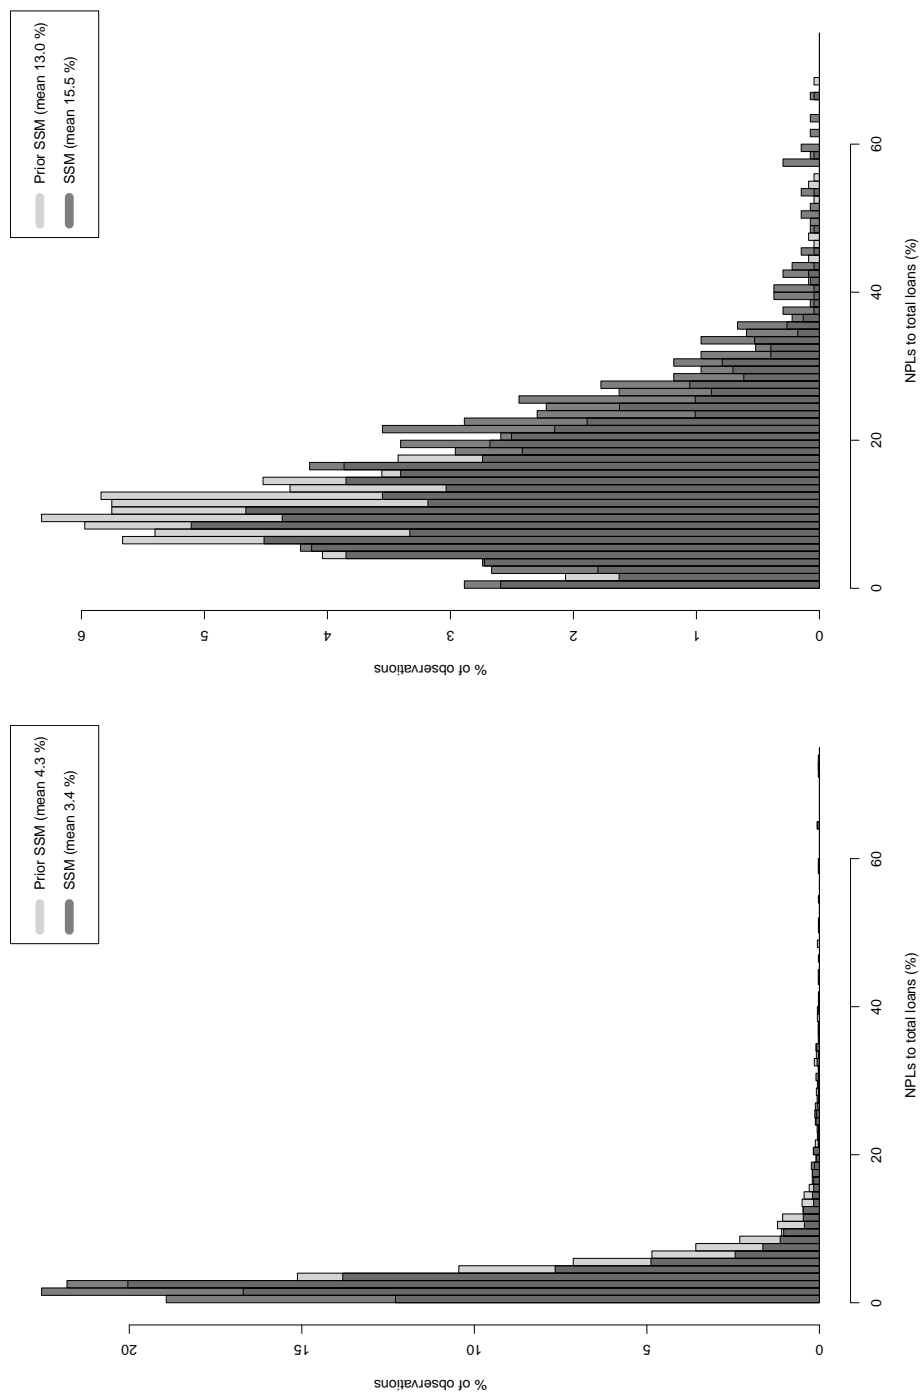 Prior SSM (mean 4.3 %)
SSM (mean 3.4 %)
% of observations
0
5
10
15
20
0
20
40
60
NPLs to total loans (%)
Prior SSM (mean 13.0 %)
SSM (mean 15.5 %)
% of observations
0
1
2
3
4
5
6
0
20
40
60
NPLs to total loans (%)